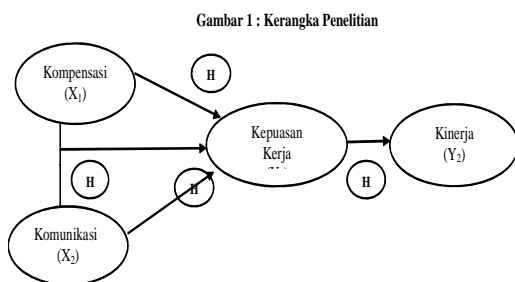 Gambar 1 : Kerangka Penelitian
H
Kompensasi
(X1)
Kepuasan
Kerja
Kinerja
(Y2)
H
H
H
Komunikasi
(X2)